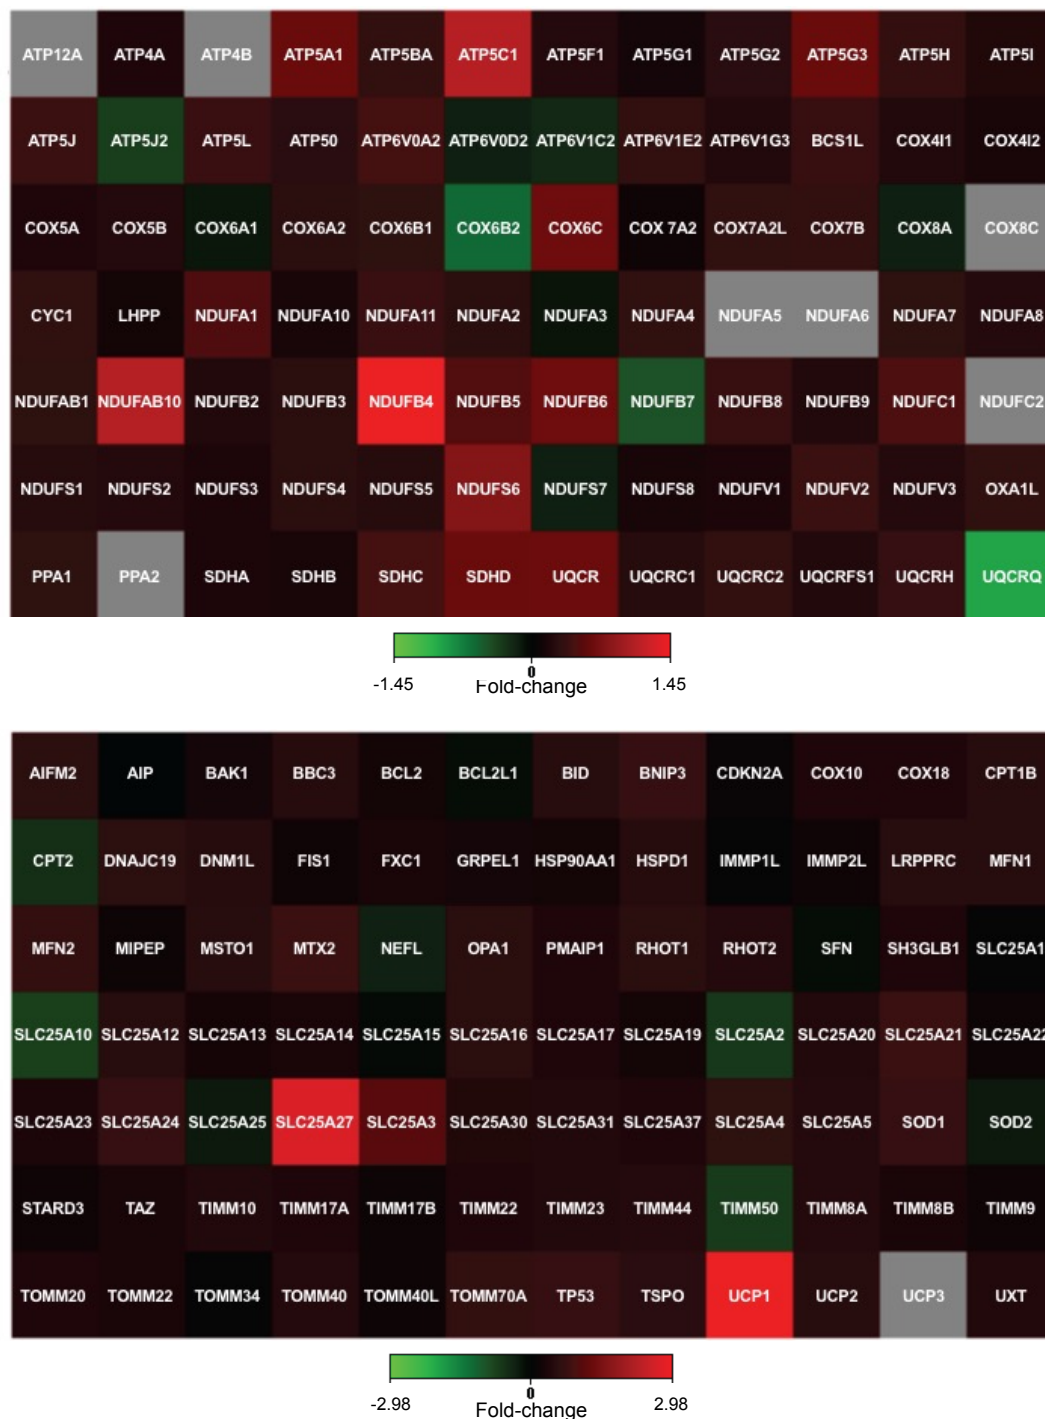 ATP12A ATP4A ATP4B ATP5A1 ATP5BA ATP5C1 ATP5F1 ATP5G1 ATP5G2 ATP5G3 ATP5H ATP5I
ATP5J ATP5J2 ATP5L ATP50 ATP6V0A2 ATP6V0D2 ATP6V1C2 ATP6V1E2 ATP6V1G3 BCS1L COX4I1 COX4I2
COX5A COX5B COX6A1 COX6A2 COX6B1 COX6B2 COX6C COX 7A2 COX7A2L COX7B COX8A COX8C
CYC1 LHPP NDUFA1 NDUFA10 NDUFA11 NDUFA2 NDUFA3 NDUFA4 NDUFA5 NDUFA6 NDUFA7 NDUFA8
NDUFAB1 NDUFAB10 NDUFB2 NDUFB3 NDUFB4 NDUFB5 NDUFB6 NDUFB7 NDUFB8 NDUFB9 NDUFC1 NDUFC2
NDUFS1 NDUFS2 NDUFS3 NDUFS4 NDUFS5 NDUFS6 NDUFS7 NDUFS8 NDUFV1 NDUFV2 NDUFV3 OXA1L
PPA1 PPA2 SDHA SDHB SDHC SDHD UQCR UQCRC1 UQCRC2 UQCRFS1 UQCRH UQCRQ
-1.45 0 1.45
Fold-change
AIFM2 AIP BAK1 BBC3 BCL2 BCL2L1 BID BNIP3 CDKN2A COX10 COX18 CPT1B
CPT2 DNAJC19 DNM1L FIS1 FXC1 GRPEL1 HSP90AA1 HSPD1 IMMP1L IMMP2L LRPPRC MFN1
MFN2 MIPEP MSTO1 MTX2 NEFL OPA1 PMAIP1 RHOT1 RHOT2 SFN SH3GLB1 SLC25A1
SLC25A10 SLC25A12 SLC25A13 SLC25A14 SLC25A15 SLC25A16 SLC25A17 SLC25A19 SLC25A2 SLC25A20 SLC25A21 SLC25A22
SLC25A23 SLC25A24 SLC25A25 SLC25A27 SLC25A3 SLC25A30 SLC25A31 SLC25A37 SLC25A4 SLC25A5 SOD1 SOD2
STARD3 TAZ TIMM10 TIMM17A TIMM17B TIMM22 TIMM23 TIMM44 TIMM50 TIMM8A TIMM8B TIMM9
TOMM20 TOMM22 TOMM34 TOMM40 TOMM40L TOMM70A TP53 TSPO UCP1 UCP2 UCP3 UXT
-2.98 0 2.98
Fold-change